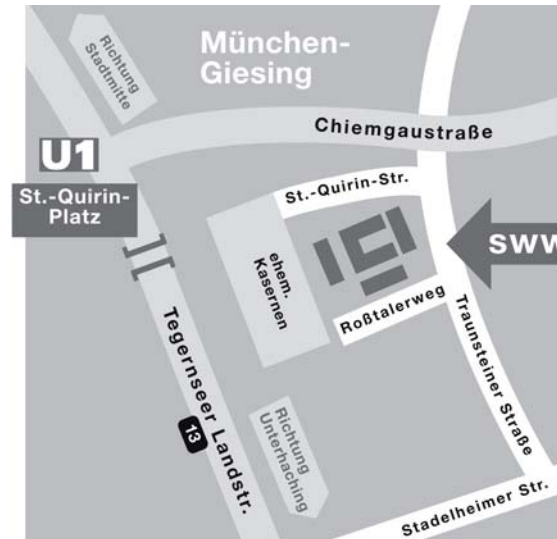 Richtung
Stadtmitte
München-
Giesing
Chiemgaustraße
U1
St.-Quirin-
Platz
St.-Quirin-Str.
ehem.
Kasernen
SWW
Roßtalerweg
Traunsteiner Straße
Tegernseer Landstr.
13
Richtung
Unterhaching
Stadelheimer Str.